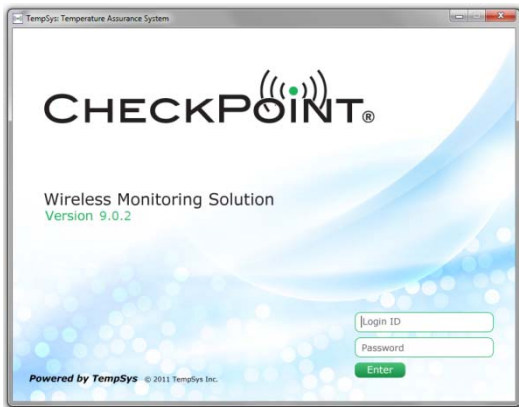 TempSys: Temperature Assurance System
CHECKPOINT®
Wireless Monitoring Solution
Version 9.0.2
Login ID
Password
Enter
Powered by TempSys © 2011 TempSys Inc.